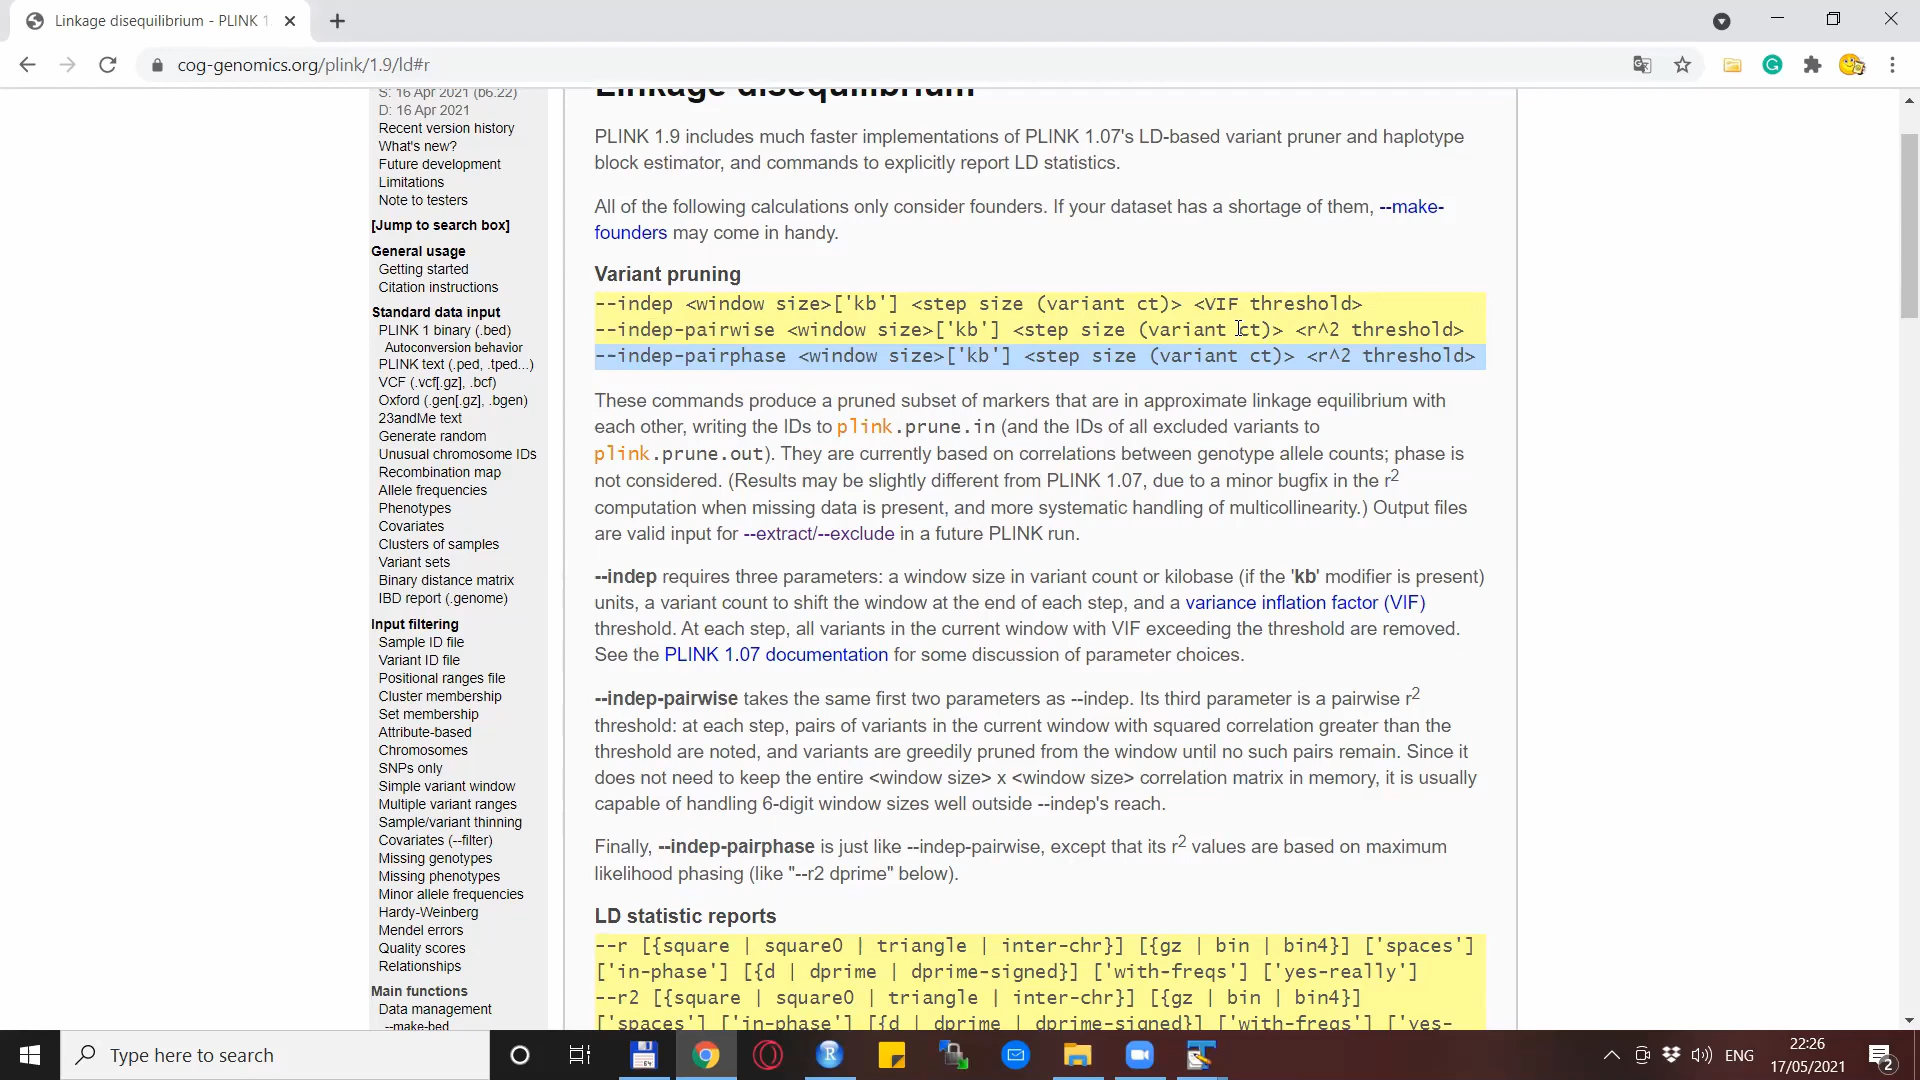 Linkage disequilibrium - PLINK 1.
cog-genomics.org/plink/1.9/ld#r
S: 16 Apr 2021 (b6.22)
D: 16 Apr 2021
Recent version history
What's new?
Future development
Limitations
Note to testers
[Jump to search box]
General usage
Getting started
Citation instructions
Standard data input
PLINK 1 binary (.bed)
Autoconversion behavior
PLINK text (.ped, .tped...)
VCF (.vcf[.gz], .bcf)
Oxford (.gen[.gz], .bgen)
23andMe text
Generate random
Unusual chromosome IDs
Recombination map
Allele frequencies
Phenotypes
Covariates
Clusters of samples
Variant sets
Binary distance matrix
IBD report (.genome)
Input filtering
Sample ID file
Variant ID file
Positional ranges file
Cluster membership
Set membership
Attribute-based
Chromosomes
SNPs only
Simple variant window
Multiple variant ranges
Sample/variant thinning
Covariates (--filter)
Missing genotypes
Missing phenotypes
Minor allele frequencies
Hardy-Weinberg
Mendel errors
Quality scores
Relationships
Main functions
Data management
--make-bed
Linkage disequilibrium
PLINK 1.9 includes much faster implementations of PLINK 1.07's LD-based variant pruner and haplotype
block estimator, and commands to explicitly report LD statistics.
All of the following calculations only consider founders. If your dataset has a shortage of them, --make-
founders may come in handy.
Variant pruning
--indep <window size>['kb'] <step size (variant ct)> <VIF threshold>
--indep-pairwise <window size>['kb'] <step size (variant ct)> <r^2 threshold>
--indep-pairphase <window size>['kb'] <step size (variant ct)> <r^2 threshold>
These commands produce a pruned subset of markers that are in approximate linkage equilibrium with
each other, writing the IDs to plink.prune.in (and the IDs of all excluded variants to
plink.prune.out). They are currently based on correlations between genotype allele counts; phase is
not considered. (Results may be slightly different from PLINK 1.07, due to a minor bugfix in the r2
computation when missing data is present, and more systematic handling of multicollinearity.) Output files
are valid input for --extract/--exclude in a future PLINK run.
--indep requires three parameters: a window size in variant count or kilobase (if the 'kb' modifier is present)
units, a variant count to shift the window at the end of each step, and a variance inflation factor (VIF)
threshold. At each step, all variants in the current window with VIF exceeding the threshold are removed.
See the PLINK 1.07 documentation for some discussion of parameter choices.
--indep-pairwise takes the same first two parameters as --indep. Its third parameter is a pairwise r2
threshold: at each step, pairs of variants in the current window with squared correlation greater than the
threshold are noted, and variants are greedily pruned from the window until no such pairs remain. Since it
does not need to keep the entire <window size> x <window size> correlation matrix in memory, it is usually
capable of handling 6-digit window sizes well outside --indep's reach.
Finally, --indep-pairphase is just like --indep-pairwise, except that its r2 values are based on maximum
likelihood phasing (like "--r2 dprime" below).
LD statistic reports
--r [{square | square0 | triangle | inter-chr}] [{gz | bin | bin4}] ['spaces']
['in-phase'] [{d | dprime | dprime-signed}] ['with-freqs'] ['yes-really']
--r2 [{square | square0 | triangle | inter-chr}] [{gz | bin | bin4}]
['spaces'] ['in-phase'] [{d | dprime | dprime-signed}] ['with-freqs'] ['yes-
Type here to search
ENG
22:26
17/05/2021
2